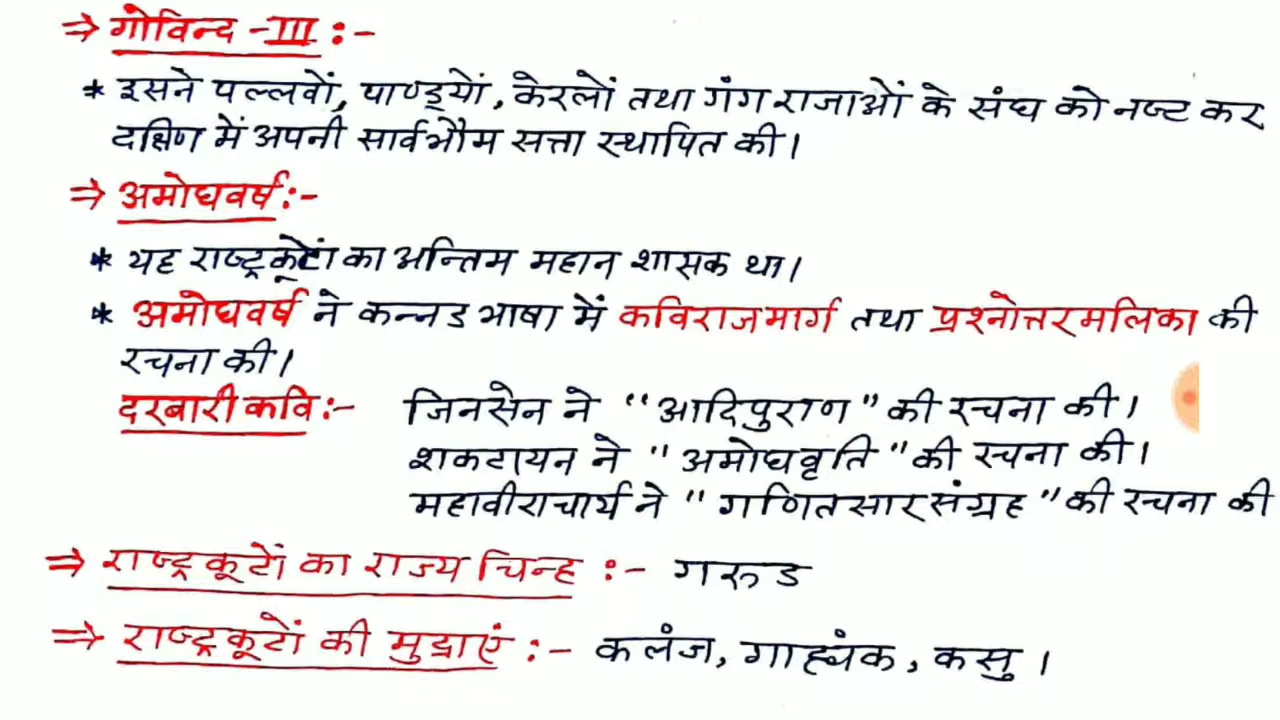 ⇒ गोविन्द -III :-
* इसने पल्लवों, पाण्ड्यों, केरलों तथा गंग राजाओं के संघ को नष्ट कर
दक्षिण में अपनी सार्वभौम सत्ता स्थापित की।
⇒ अमोघवर्ष :-
* यह राष्ट्रकूटों का अन्तिम महान शासक था।
* अमोघवर्ष ने कन्नड भाषा में कविराजमार्ग तथा प्रश्नोत्तरमलिका की
रचना की।
दरबारी कवि :- जिनसेन ने "आदिपुराण" की रचना की।
शकटायन ने "अमोघवृति" की रचना की।
महावीराचार्य ने "गणितसारसंग्रह" की रचना की
⇒ राष्ट्रकूटों का राज्य चिन्ह :- गरुड
⇒ राष्ट्रकूटों की मुद्राएं :- कलंज, गाह्यंक, कसु।